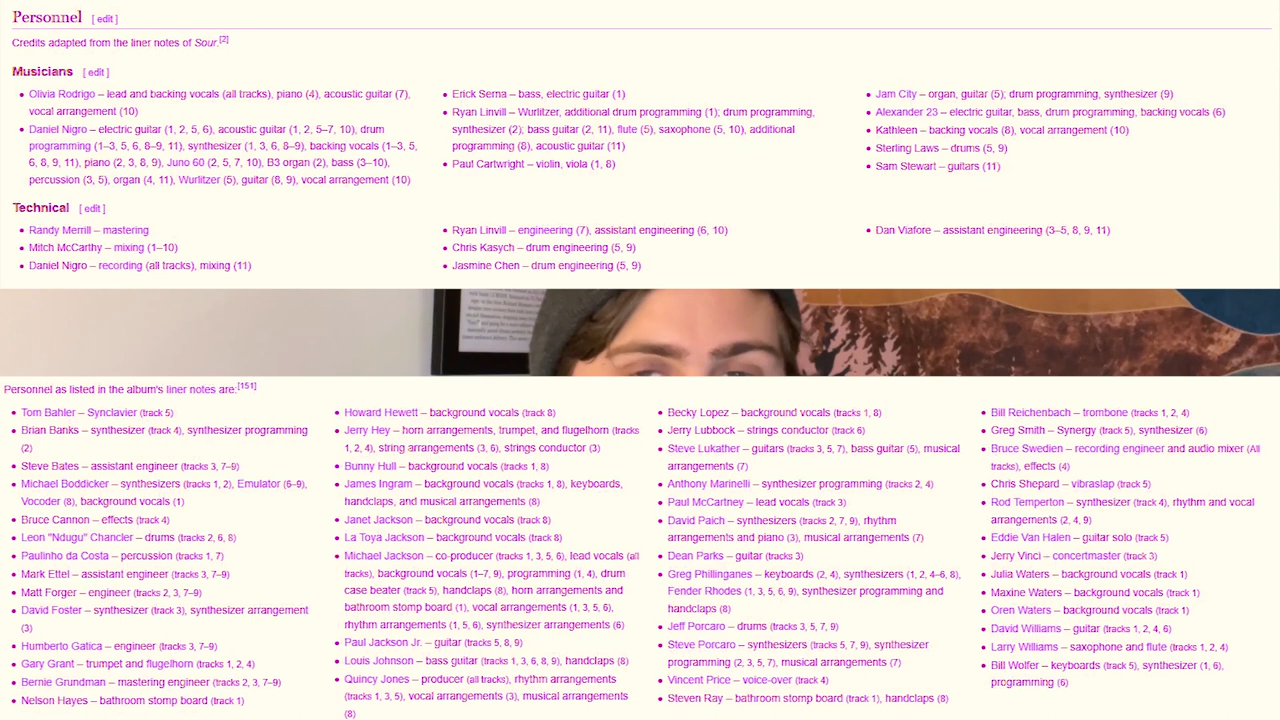 Personnel [ edit ]
Credits adapted from the liner notes of Sour.[2]
Musicians [ edit ]
• Olivia Rodrigo – lead and backing vocals (all tracks), piano (4), acoustic guitar (7),
vocal arrangement (10)
• Daniel Nigro – electric guitar (1, 2, 5, 6), acoustic guitar (1, 2, 5–7, 10), drum
programming (1–3, 5, 6, 8–9, 11), synthesizer (1, 3, 6, 8–9), backing vocals (1–3, 5,
6, 8, 9, 11), piano (2, 3, 8, 9), Juno 60 (2, 5, 7, 10), B3 organ (2), bass (3–10),
percussion (3, 5), organ (4, 11), Wurlitzer (5), guitar (8, 9), vocal arrangement (10)
• Erick Serna – bass, electric guitar (1)
• Ryan Linvill – Wurlitzer, additional drum programming (1); drum programming,
synthesizer (2); bass guitar (2, 11), flute (5), saxophone (5, 10), additional
programming (8), acoustic guitar (11)
• Paul Cartwright – violin, viola (1, 8)
• Jam City – organ, guitar (5); drum programming, synthesizer (9)
• Alexander 23 – electric guitar, bass, drum programming, backing vocals (6)
• Kathleen – backing vocals (8), vocal arrangement (10)
• Sterling Laws – drums (5, 9)
• Sam Stewart – guitars (11)
Technical [ edit ]
• Randy Merrill – mastering
• Mitch McCarthy – mixing (1–10)
• Daniel Nigro – recording (all tracks), mixing (11)
• Ryan Linvill – engineering (7), assistant engineering (6, 10)
• Chris Kasych – drum engineering (5, 9)
• Jasmine Chen – drum engineering (5, 9)
• Dan Viafore – assistant engineering (3–5, 8, 9, 11)
Personnel as listed in the album's liner notes are:[151]
• Tom Bahler – Synclavier (track 5)
• Brian Banks – synthesizer (track 4), synthesizer programming
(2)
• Steve Bates – assistant engineer (tracks 3, 7–9)
• Michael Boddicker – synthesizers (tracks 1, 2), Emulator (6–9),
Vocoder (8), background vocals (1)
• Bruce Cannon – effects (track 4)
• Leon "Ndugu" Chancler – drums (tracks 2, 6, 8)
• Paulinho da Costa – percussion (tracks 1, 7)
• Mark Ettel – assistant engineer (tracks 3, 7–9)
• Matt Forger – engineer (tracks 2, 3, 7–9)
• David Foster – synthesizer (track 3), synthesizer arrangement
(3)
• Humberto Gatica – engineer (tracks 3, 7–9)
• Gary Grant – trumpet and flugelhorn (tracks 1, 2, 4)
• Bernie Grundman – mastering engineer (tracks 2, 3, 7–9)
• Nelson Hayes – bathroom stomp board (track 1)
• Howard Hewett – background vocals (track 8)
• Jerry Hey – horn arrangements, trumpet, and flugelhorn (tracks
1, 2, 4), string arrangements (3, 6), strings conductor (3)
• Bunny Hull – background vocals (tracks 1, 8)
• James Ingram – background vocals (tracks 1, 8), keyboards,
handclaps, and musical arrangements (8)
• Janet Jackson – background vocals (track 8)
• La Toya Jackson – background vocals (track 8)
• Michael Jackson – co-producer (tracks 1, 3, 5, 6), lead vocals (all
tracks), background vocals (1–7, 9), programming (1, 4), drum
case beater (track 5), handclaps (8), horn arrangements and
bathroom stomp board (1), vocal arrangements (1, 3, 5, 6),
rhythm arrangements (1, 5, 6), synthesizer arrangements (6)
• Paul Jackson Jr. – guitar (tracks 5, 8, 9)
• Louis Johnson – bass guitar (tracks 1, 3, 6, 8, 9), handclaps (8)
• Quincy Jones – producer (all tracks), rhythm arrangements
(tracks 1, 3, 5), vocal arrangements (3), musical arrangements
(8)
• Becky Lopez – background vocals (tracks 1, 8)
• Jerry Lubbock – strings conductor (track 6)
• Steve Lukather – guitars (tracks 3, 5, 7), bass guitar (5), musical
arrangements (7)
• Anthony Marinelli – synthesizer programming (tracks 2, 4)
• Paul McCartney – lead vocals (track 3)
• David Paich – synthesizers (tracks 2, 7, 9), rhythm
arrangements and piano (3), musical arrangements (7)
• Dean Parks – guitar (tracks 3)
• Greg Phillinganes – keyboards (2, 4), synthesizers (1, 2, 4–6, 8),
Fender Rhodes (1, 3, 5, 6, 9), synthesizer programming and
handclaps (8)
• Jeff Porcaro – drums (tracks 3, 5, 7, 9)
• Steve Porcaro – synthesizers (tracks 5, 7, 9), synthesizer
programming (2, 3, 5, 7), musical arrangements (7)
• Vincent Price – voice-over (track 4)
• Steven Ray – bathroom stomp board (track 1), handclaps (8)
• Bill Reichenbach – trombone (tracks 1, 2, 4)
• Greg Smith – Synergy (track 5), synthesizer (6)
• Bruce Swedien – recording engineer and audio mixer (All
tracks), effects (4)
• Chris Shepard – vibraslap (track 5)
• Rod Temperton – synthesizer (track 4), rhythm and vocal
arrangements (2, 4, 9)
• Eddie Van Halen – guitar solo (track 5)
• Jerry Vinci – concertmaster (track 3)
• Julia Waters – background vocals (track 1)
• Maxine Waters – background vocals (track 1)
• Oren Waters – background vocals (track 1)
• David Williams – guitar (tracks 1, 2, 4, 6)
• Larry Williams – saxophone and flute (tracks 1, 2, 4)
• Bill Wolfer – keyboards (track 5), synthesizer (1, 6),
programming (6)